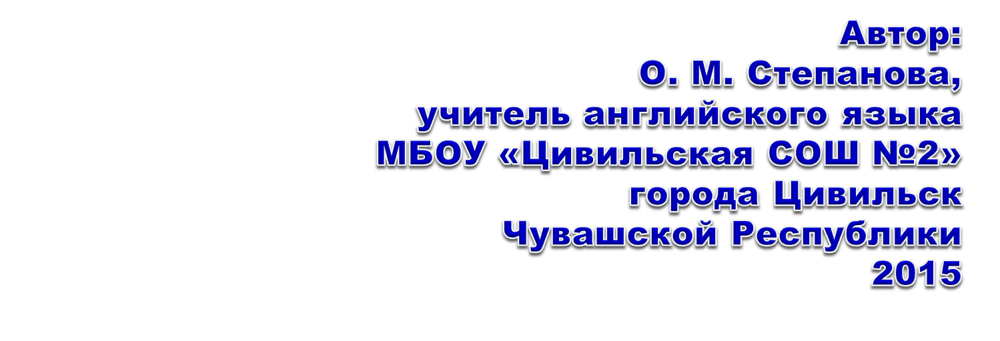 Автор:
О. М. Степанова,
учитель английского языка
МБОУ «Цивильская СОШ №2»
города Цивильск
Чувашской Республики
2015